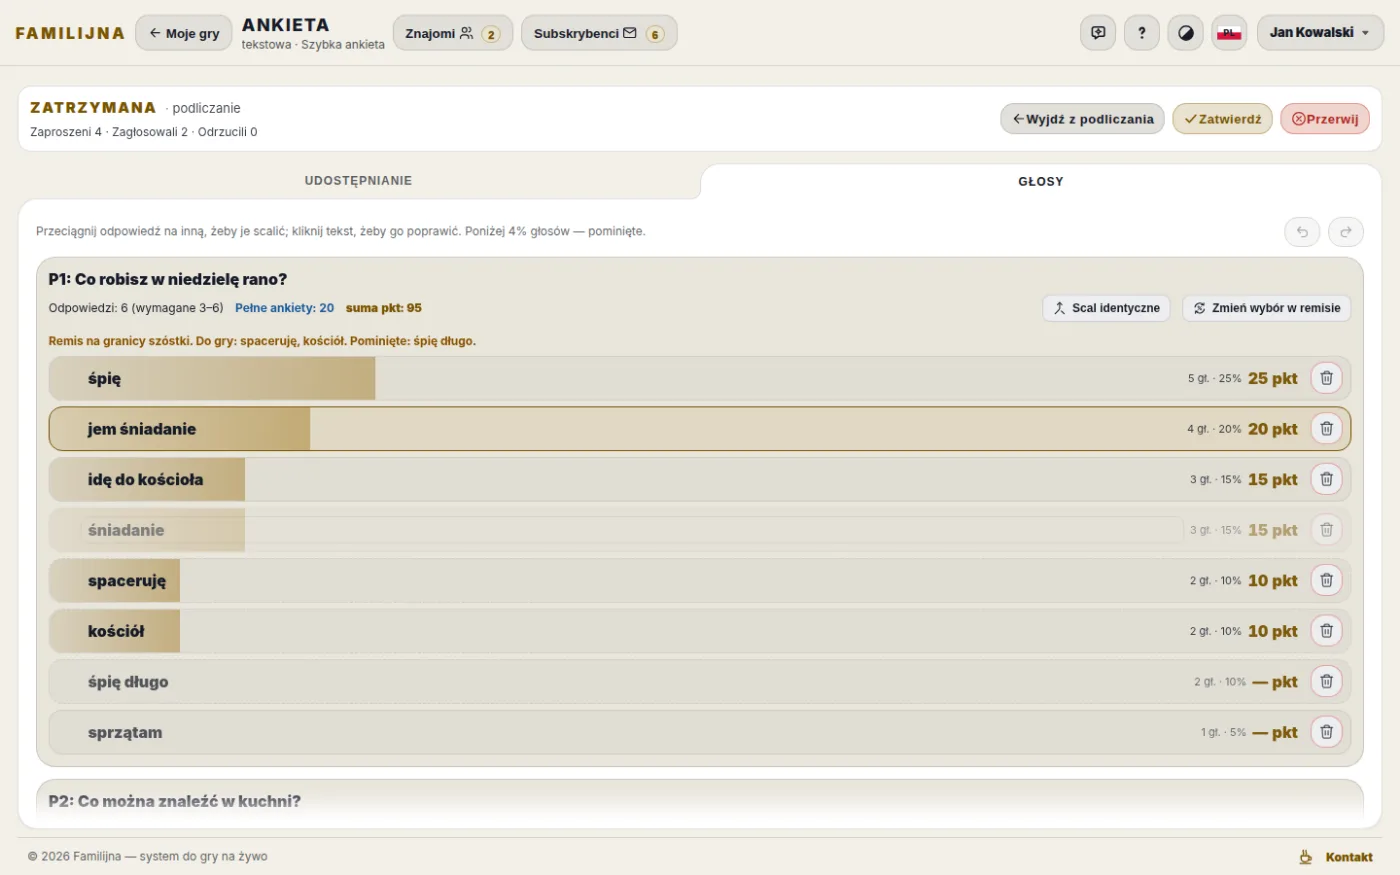 FAMILIJNA
← Moje gry
ANKIETA
tekstowa · Szybka ankieta
Znajomi 2
Subskrybenci 6
?
PL
Jan Kowalski
ZATRZYMANA · podliczanie
Zaproszeni 4 · Zagłosowali 2 · Odrzucili 0
←Wyjdź z podliczania
Zatwierdź
Przerwij
UDOSTĘPNIANIE
GŁOSY
Przeciągnij odpowiedź na inną, żeby je scalić; kliknij tekst, żeby go poprawić. Poniżej 4% głosów — pominięte.
P1: Co robisz w niedzielę rano?
Odpowiedzi: 6 (wymagane 3–6) Pełne ankiety: 20 suma pkt: 95
Scal identyczne
Zmień wybór w remisie
Remis na granicy szóstki. Do gry: spaceruję, kościół. Pominięte: śpię długo.
śpię 5 gł. · 25% 25 pkt
jem śniadanie 4 gł. · 20% 20 pkt
idę do kościoła 3 gł. · 15% 15 pkt
śniadanie 3 gł. · 15% 15 pkt
spaceruję 2 gł. · 10% 10 pkt
kościół 2 gł. · 10% 10 pkt
śpię długo 2 gł. · 10% — pkt
sprzątam 1 gł. · 5% — pkt
P2: Co można znaleźć w kuchni?
© 2026 Familijna — system do gry na żywo
Kontakt